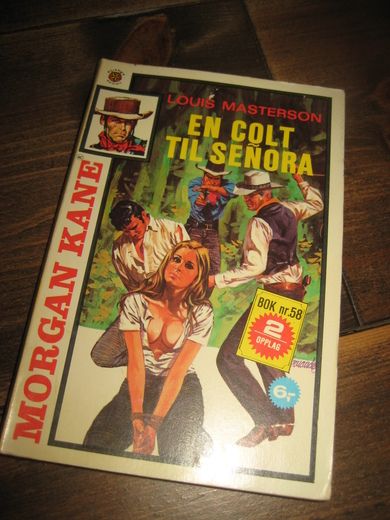 LOUIS MASTERSON
EN COLT
TIL SEÑORA
MORGAN KANE
BOK nr.58
2
OPPLAG
6,-